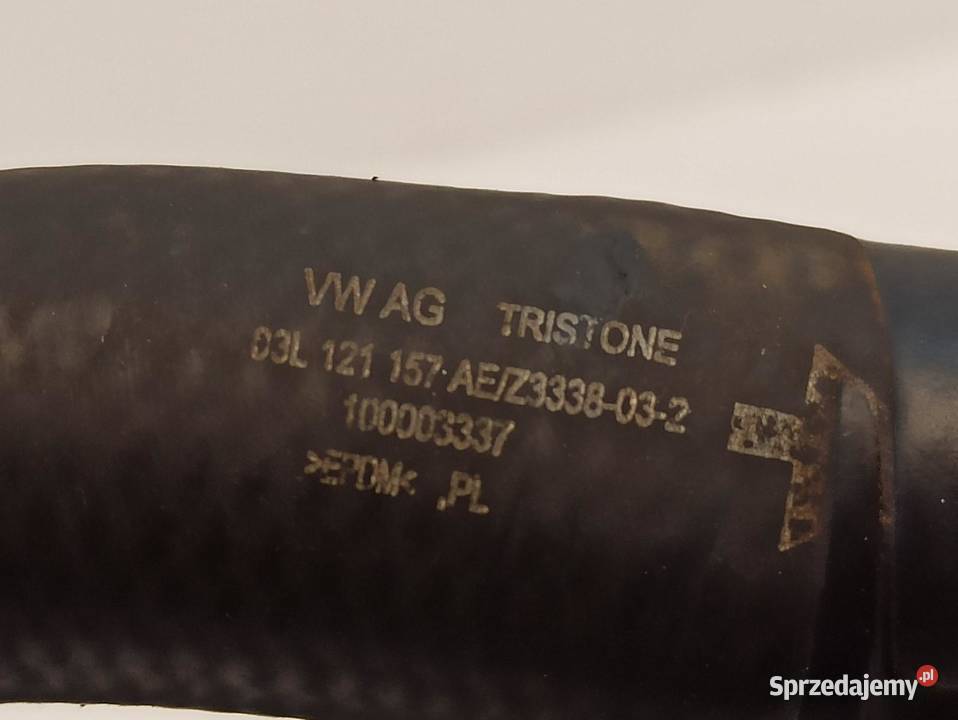 VW AG TRISTONE
03L 121 157 AE/Z3338-03-2
100003337
>EPDM< ,PL
Sprzedajemy.pl